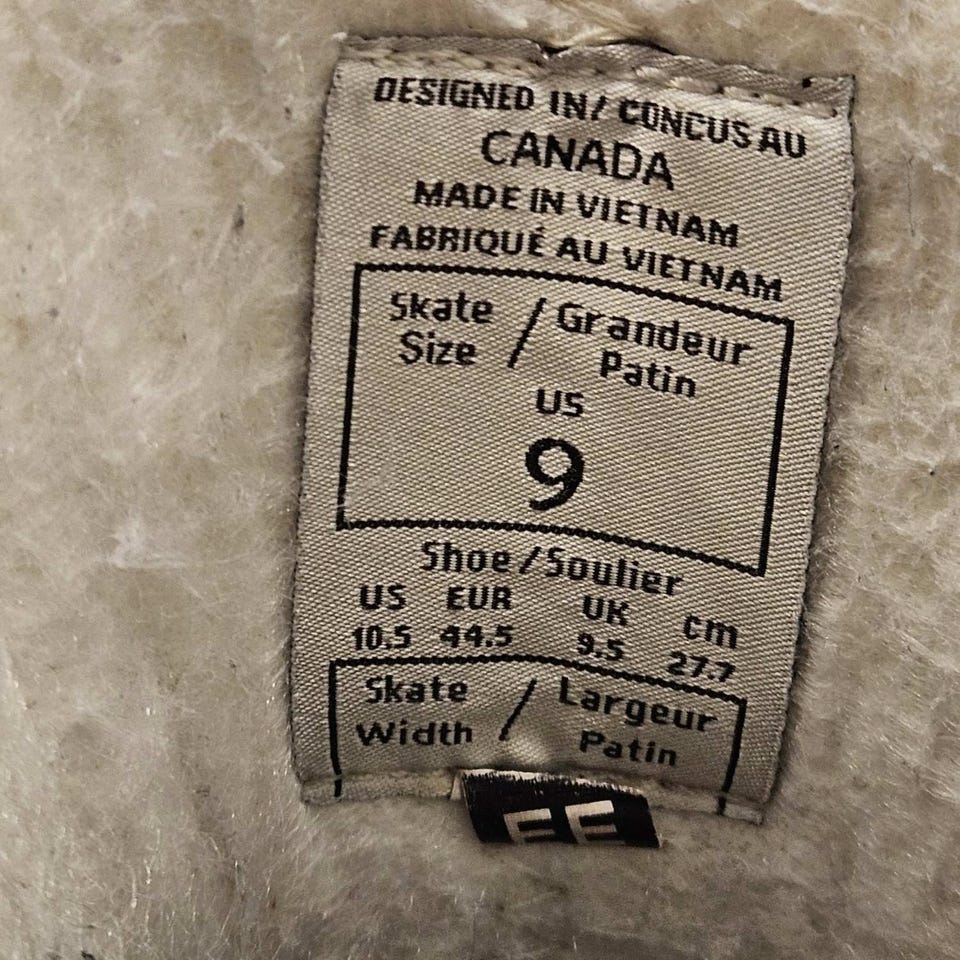 DESIGNED IN/ CONCUS AU
CANADA
MADE IN VIETNAM
FABRIQUÉ AU VIETNAM
Skate Size / Grandeur Patin
US
9
Shoe/Soulier
US EUR UK cm
10.5 44.5 9.5 27.7
Skate Width / Largeur Patin
EE